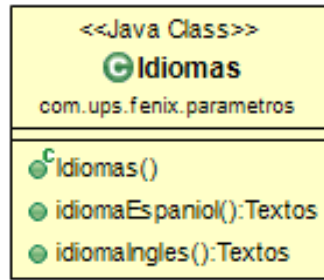 <<Java Class>>
Idiomas
com.ups.fenix.parametros
Idiomas()
idiomaEspaniol():Textos
idiomaIngles():Textos